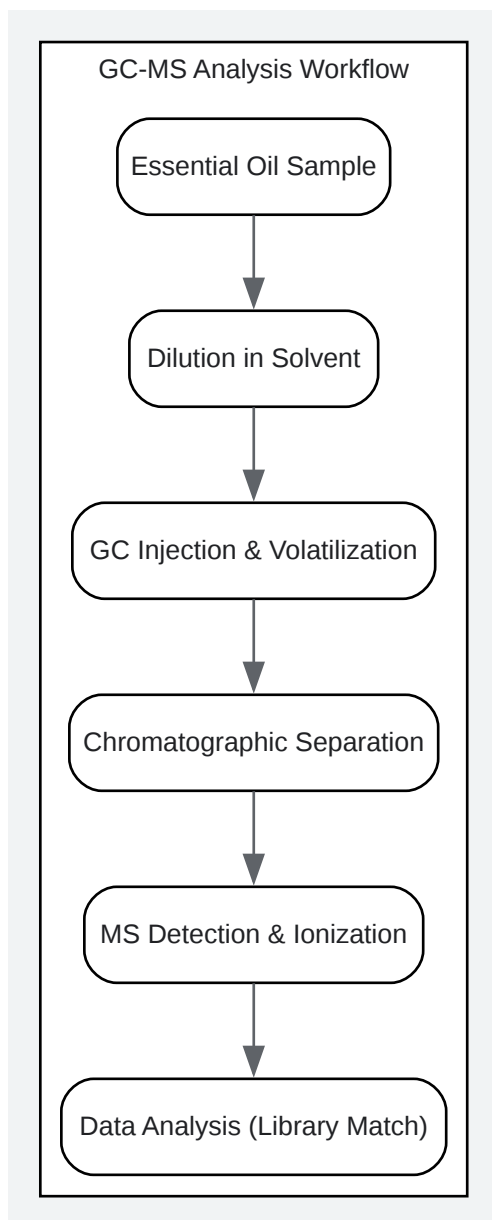 GC-MS Analysis Workflow
Essential Oil Sample
Dilution in Solvent
GC Injection & Volatilization
Chromatographic Separation
MS Detection & Ionization
Data Analysis (Library Match)